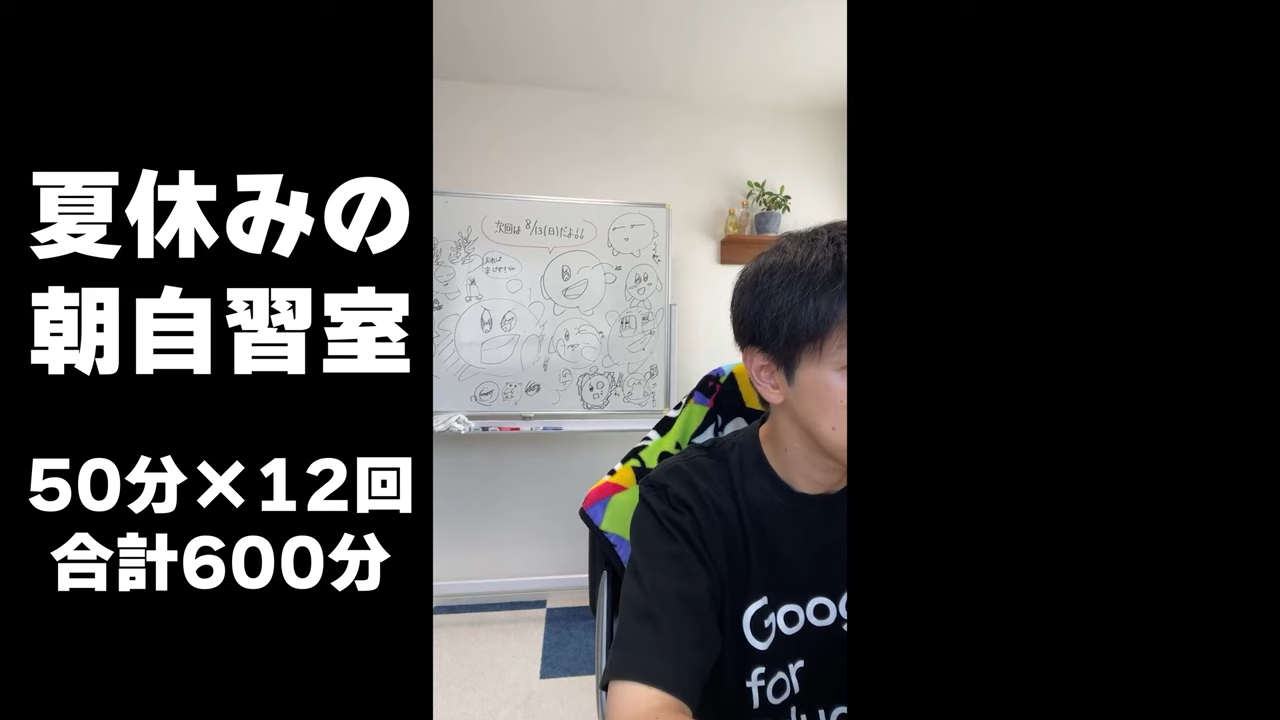 夏休みの
朝自習室
50分×12回
合計600分
次回は 8/13(日)だよ!!
Goog
for